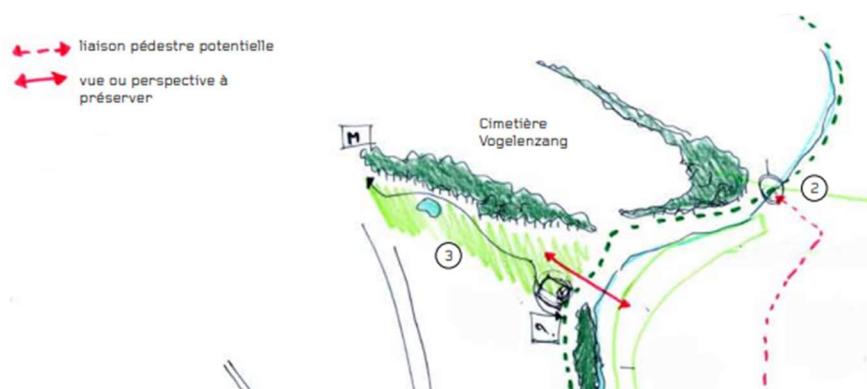 liaison pédestre potentielle
vue ou perspective à
préserver
Cimetière
Vogelenzang
M
2
3
?